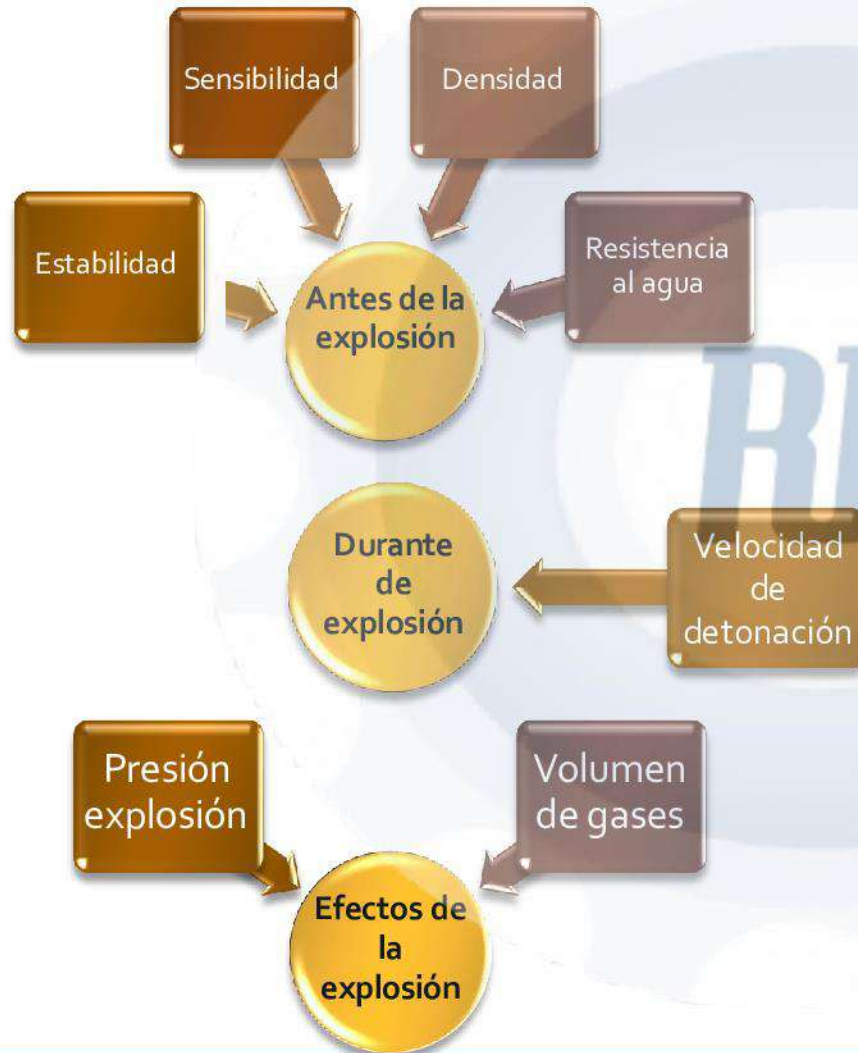 Sensibilidad
Densidad
Estabilidad
Resistencia
al agua
Antes de la
explosión
Durante
de
explosión
Velocidad
de
detonación
Presión
explosión
Volumen
de gases
Efectos de
la
explosión